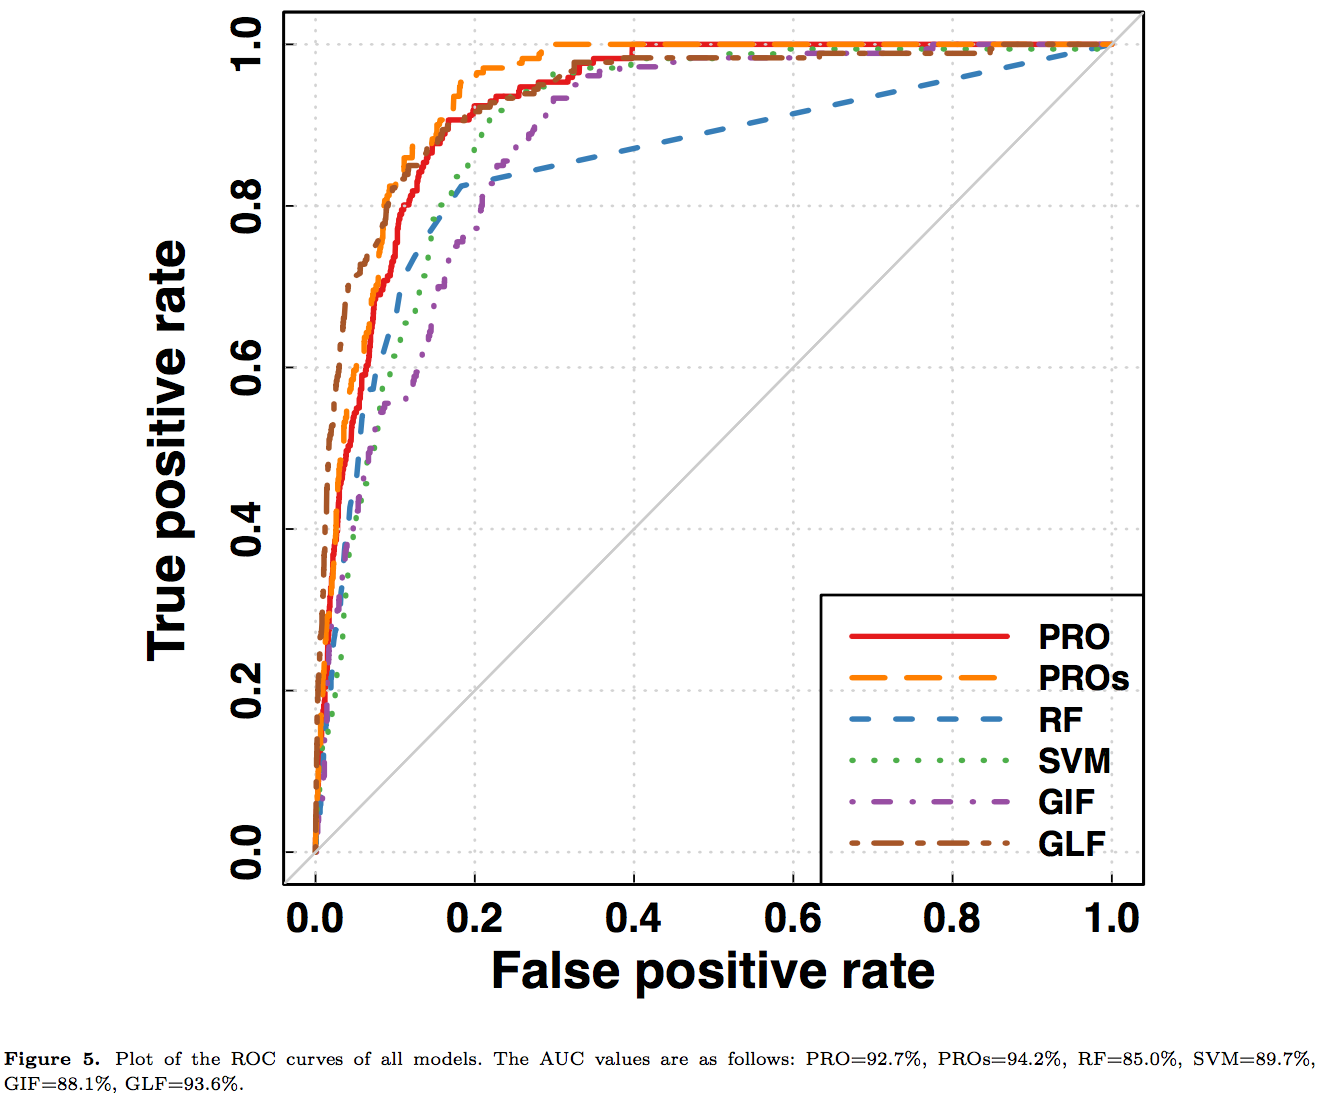 1.0
0.8
0.6
0.4
0.2
0.0
True positive rate
0.0 0.2 0.4 0.6 0.8 1.0
False positive rate
PRO
PROs
RF
SVM
GIF
GLF
Figure 5. Plot of the ROC curves of all models. The AUC values are as follows: PRO=92.7%, PROs=94.2%, RF=85.0%, SVM=89.7%,
GIF=88.1%, GLF=93.6%.